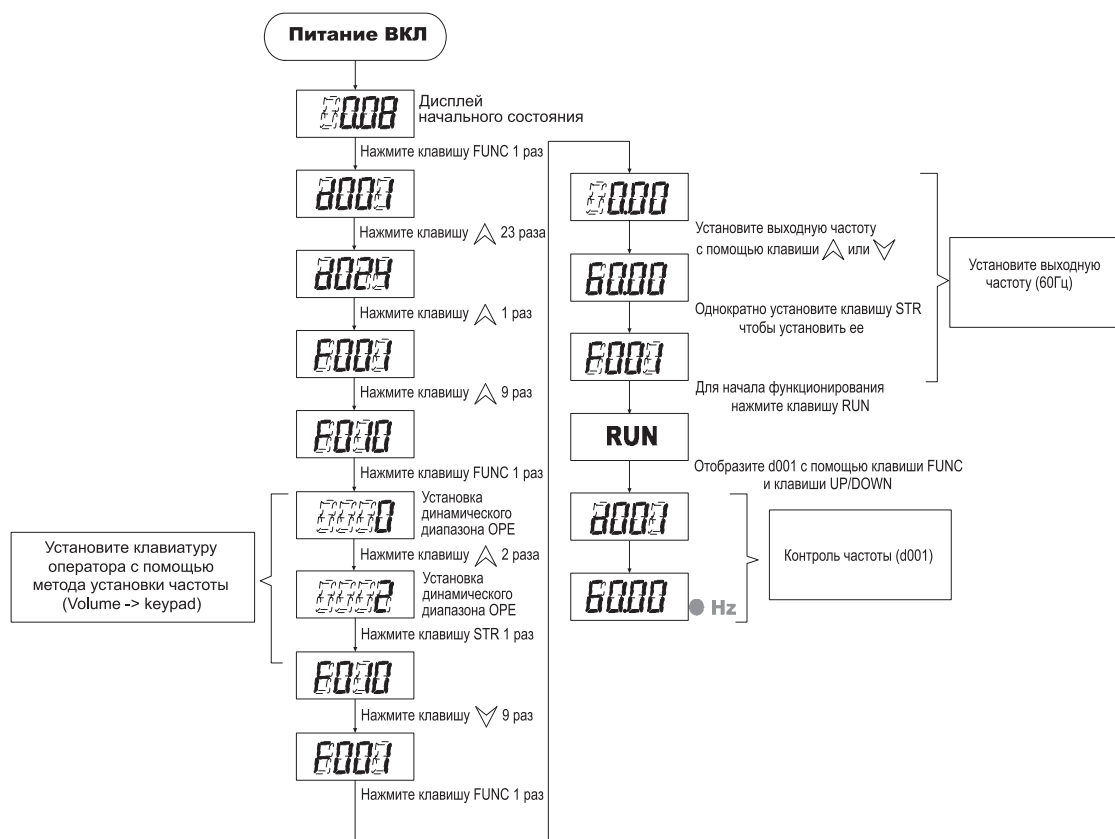 Питание ВКЛ
0.08
Дисплей
начального состояния
Нажмите клавишу FUNC 1 раз
d001
Нажмите клавишу 23 раза
d024
Нажмите клавишу 1 раз
F001
Нажмите клавишу 9 раз
F010
Нажмите клавишу FUNC 1 раз
0
Установка
динамического
диапазона OPE
Нажмите клавишу 2 раза
2
Установка
динамического
диапазона OPE
Нажмите клавишу STR 1 раз
F010
Нажмите клавишу 9 раз
F001
Нажмите клавишу FUNC 1 раз
Установите клавиатуру
оператора с помощью
метода установки частоты
(Volume -> keypad)
0.00
Установите выходную частоту
с помощью клавиши или
60.00
Однократно установите клавишу STR
чтобы установить ее
F001
Для начала функционирования
нажмите клавишу RUN
RUN
Отобразите d001 с помощью клавиши FUNC
и клавиши UP/DOWN
d001
60.00
Hz
Установите выходную
частоту (60Гц)
Контроль частоты (d001)